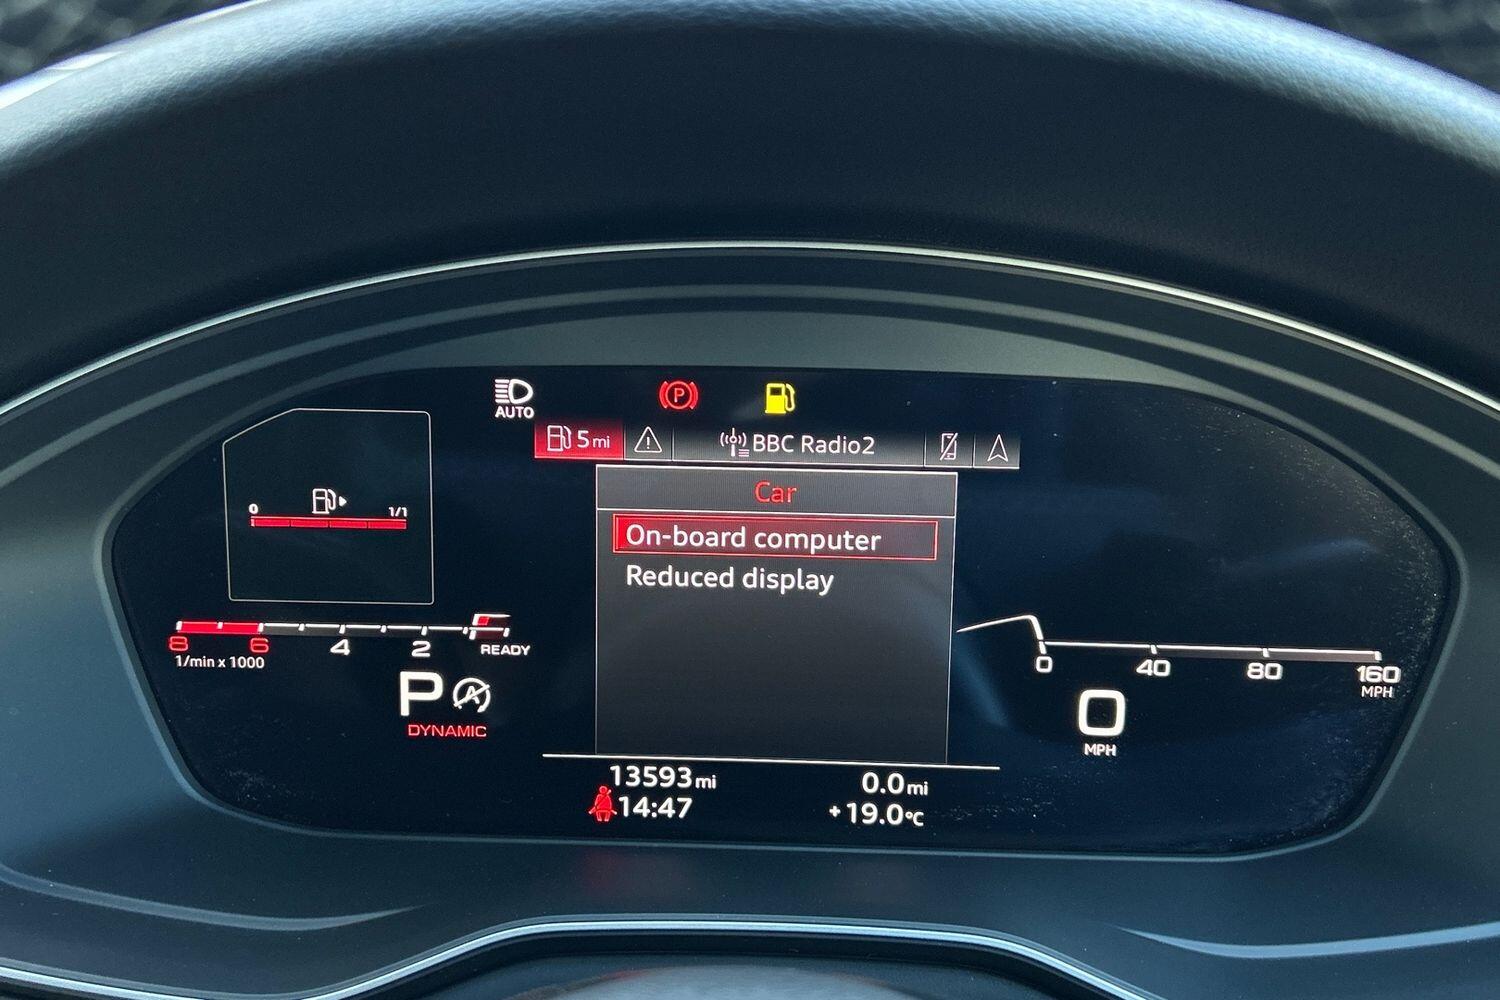 AUTO
P
5 mi
BBC Radio2
Car
On-board computer
Reduced display
0 1/1
8 6 4 2 READY
1/min x 1000
P A
DYNAMIC
0 40 80 160
MPH
0
MPH
13593 mi 0.0 mi
14:47 +19.0°C